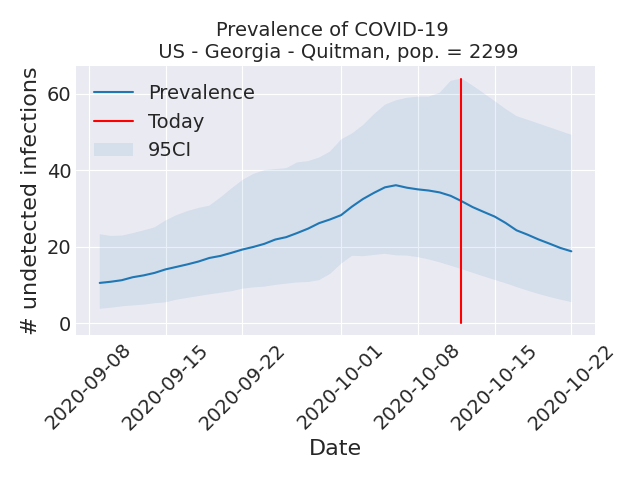 Prevalence of COVID-19
US - Georgia - Quitman, pop. = 2299
# undetected infections
60
40
20
0
Prevalence
Today
95CI
2020-09-08
2020-09-15
2020-09-22
2020-10-01
2020-10-08
2020-10-15
2020-10-22
Date